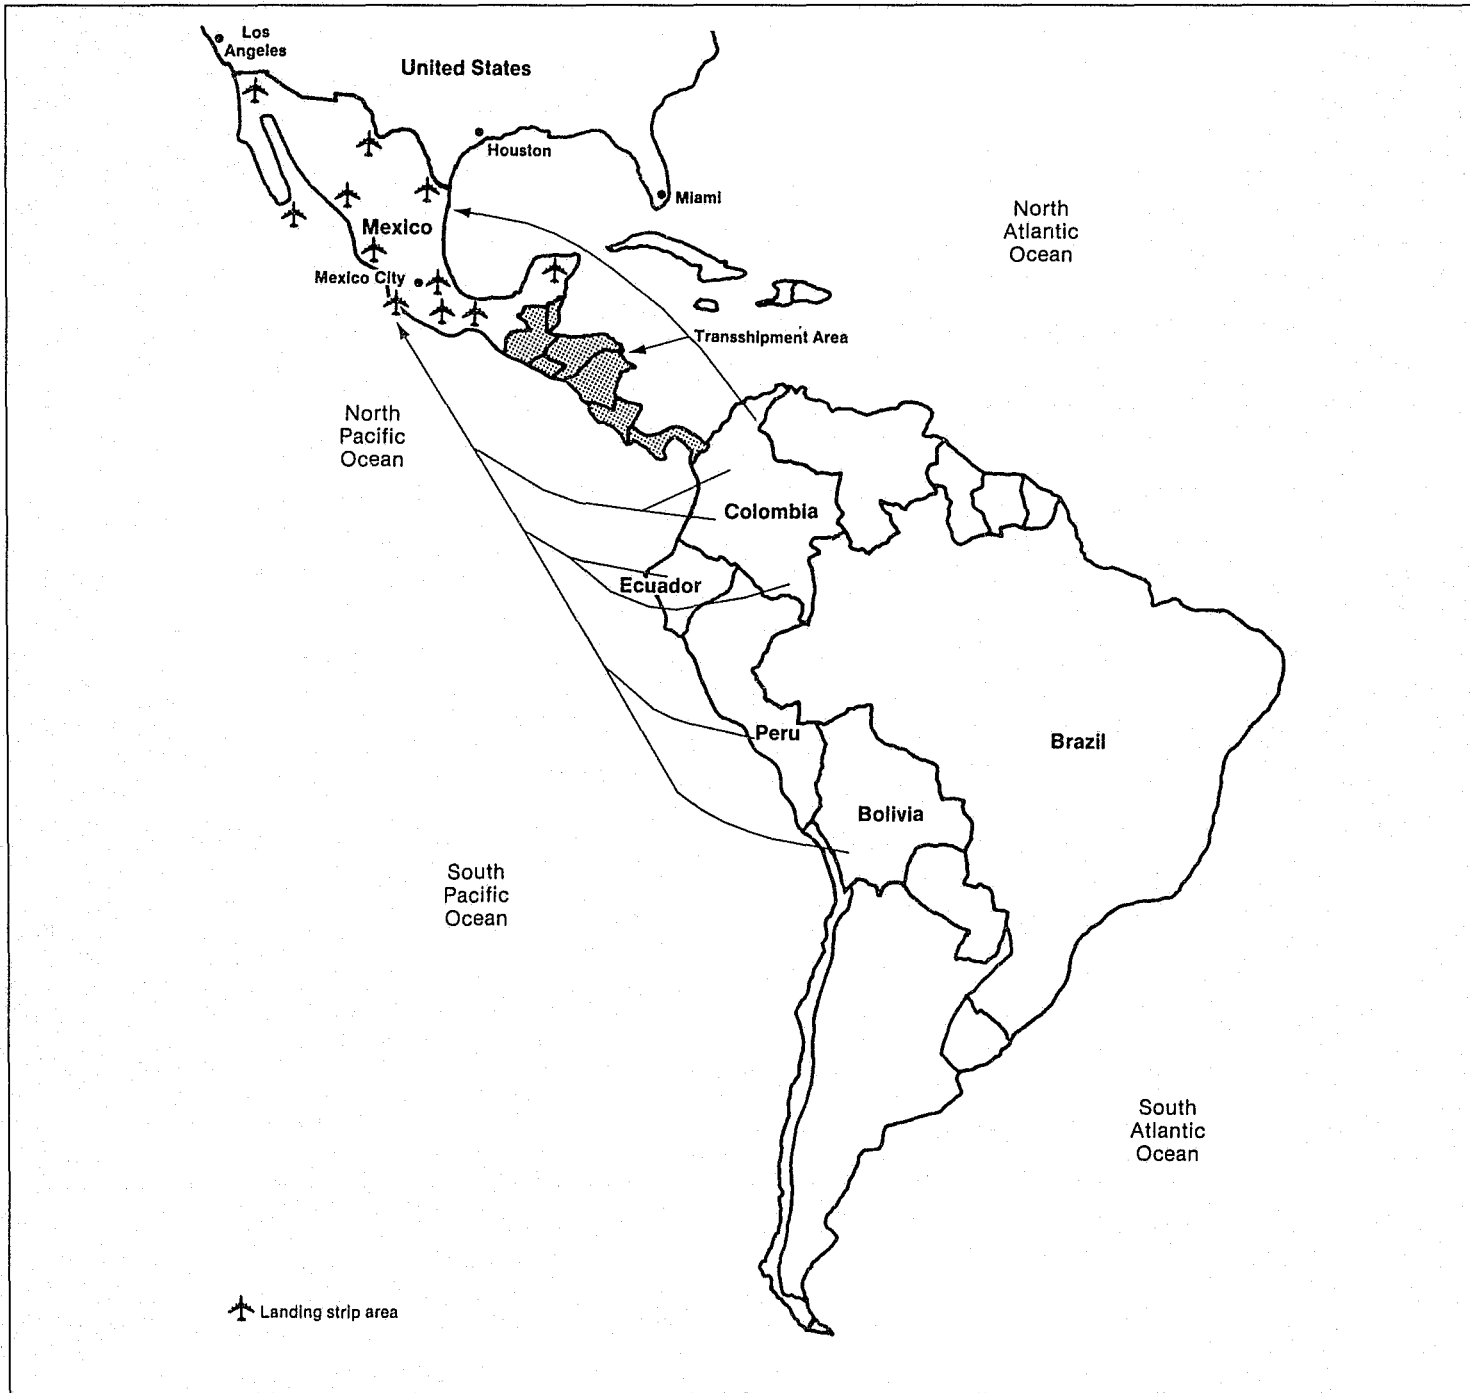 Los
Angeles
United States
Houston
Miami
North
Atlantic
Ocean
Mexico
Mexico City
Transshipment Area
North
Pacific
Ocean
Colombia
Ecuador
Peru
Brazil
Bolivia
South
Pacific
Ocean
South
Atlantic
Ocean
Landing strip area